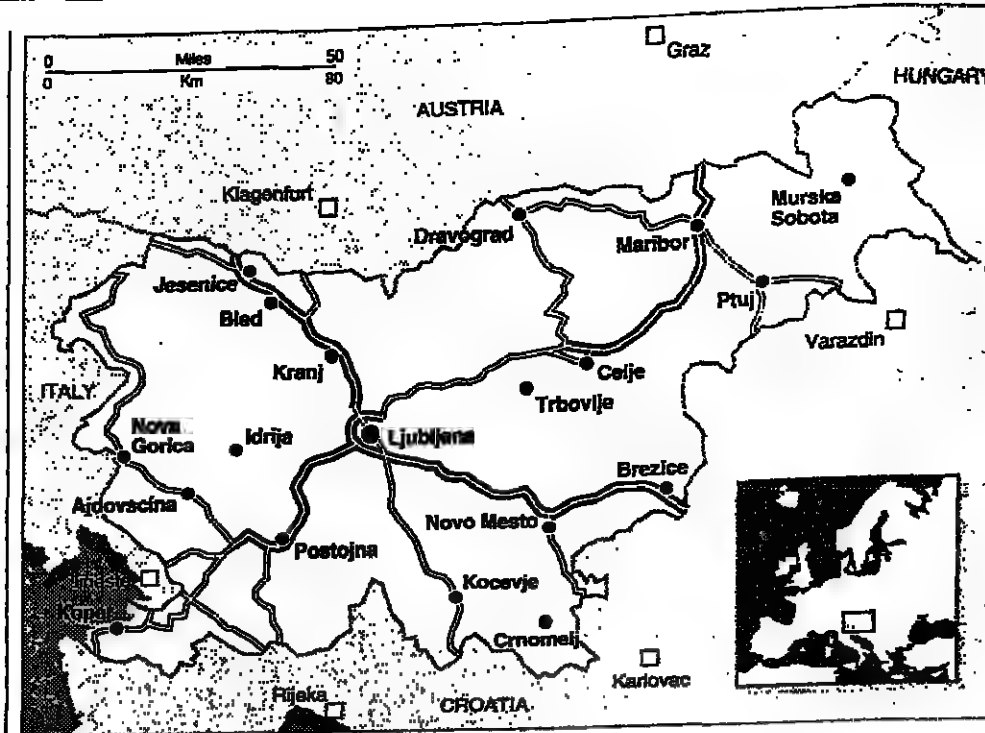 0 Miles 50
0 Km 80
Graz
HUNGARY
AUSTRIA
Klagenfurt
Murska
Sobota
Dravograd
Maribor
Jesenice
Ptuj
Bled
Varazdin
Kranj
Celje
ITALY
Trbovlje
Nova
Gorica
Idrija
Ljubljana
Brezice
Ajdovscina
Novo Mesto
Postojna
Trieste
Kocevje
Koper
Crnomelj
Karlovac
Rijeka
CROATIA